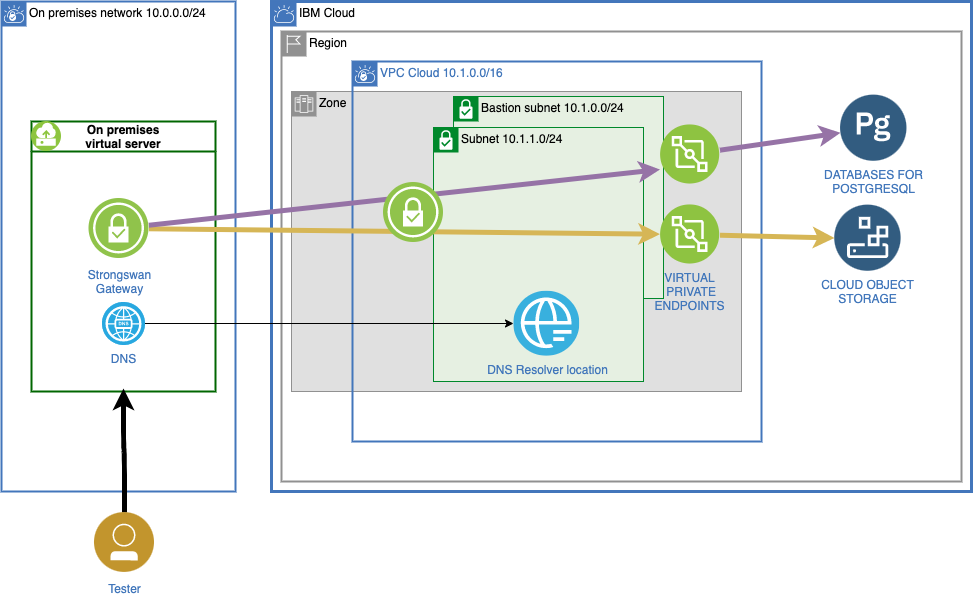 On premises network 10.0.0.0/24
IBM Cloud
Region
VPC Cloud 10.1.0.0/16
Zone
Bastion subnet 10.1.0.0/24
Subnet 10.1.1.0/24
On premises
virtual server
Pg
DATABASES FOR
POSTGRESQL
Strongswan
Gateway
VIRTUAL
PRIVATE
ENDPOINTS
CLOUD OBJECT
STORAGE
DNS
DNS
DNS Resolver location
Tester